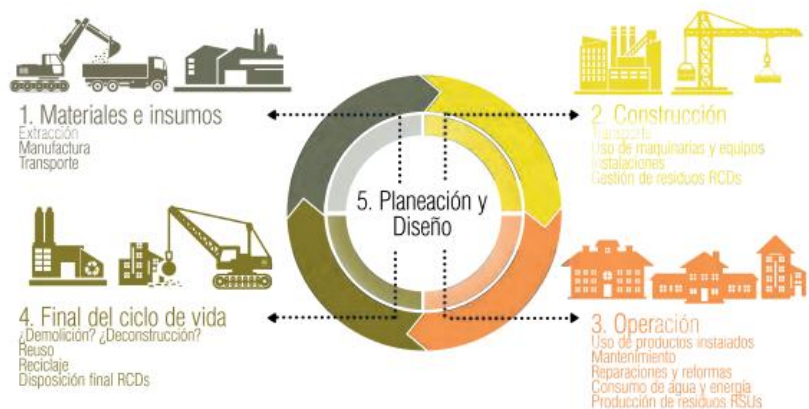 1. Materiales e insumos
Extracción
Manufactura
Transporte
2. Construcción
Transporte
Uso de maquinarias y equipos
Instalaciones
Gestión de residuos RCDs
5. Planeación y
Diseño
4. Final del ciclo de vida
¿Demolición? ¿Deconstrucción?
Reuso
Reciclaje
Disposición final RCDs
3. Operación
Uso de productos instalados
Mantenimiento
Reparaciones y reformas
Consumo de agua y energía
Producción de residuos RSUs